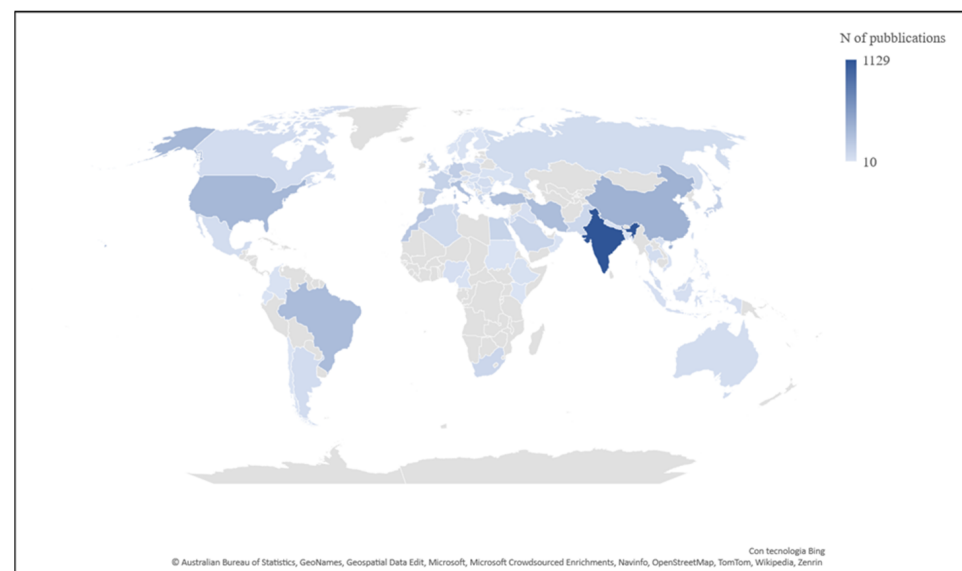 N of pubblications
1129
10
Con tecnologia Bing
© Australian Bureau of Statistics, GeoNames, Geospatial Data Edit, Microsoft, Microsoft Crowdsourced Enrichments, Navinfo, OpenStreetMap, TomTom, Wikipedia, Zenrin